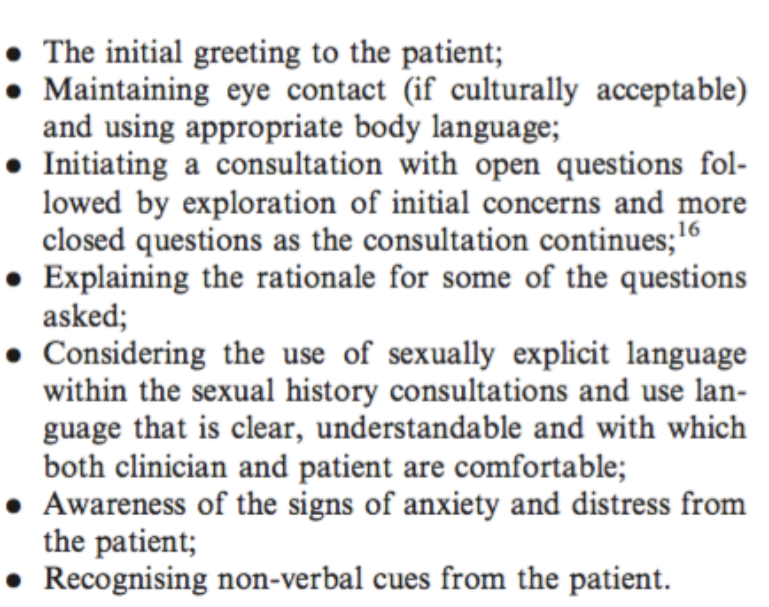 • The initial greeting to the patient;
• Maintaining eye contact (if culturally acceptable)
and using appropriate body language;
• Initiating a consultation with open questions fol-
lowed by exploration of initial concerns and more
closed questions as the consultation continues;¹⁶
• Explaining the rationale for some of the questions
asked;
• Considering the use of sexually explicit language
within the sexual history consultations and use lan-
guage that is clear, understandable and with which
both clinician and patient are comfortable;
• Awareness of the signs of anxiety and distress from
the patient;
• Recognising non-verbal cues from the patient.